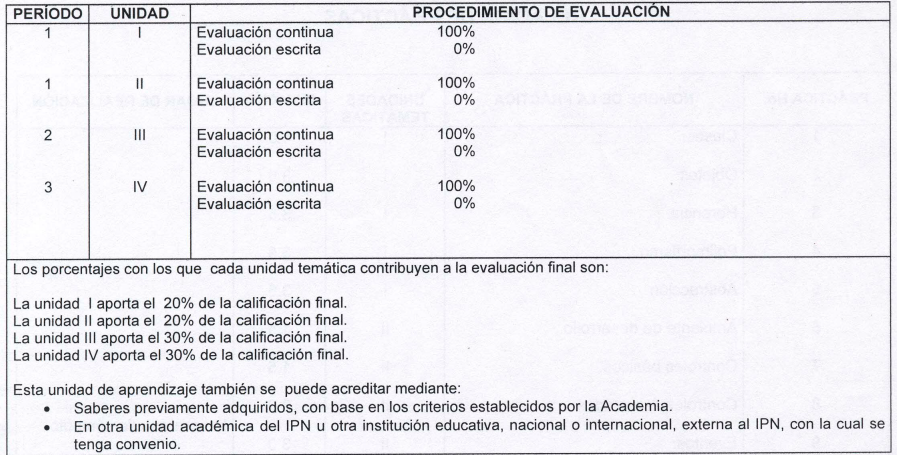 PERÍODO UNIDAD PROCEDIMIENTO DE EVALUACIÓN
1 I Evaluación continua 100%
Evaluación escrita 0%
1 II Evaluación continua 100%
Evaluación escrita 0%
2 III Evaluación continua 100%
Evaluación escrita 0%
3 IV Evaluación continua 100%
Evaluación escrita 0%
Los porcentajes con los que cada unidad temática contribuyen a la evaluación final son:
La unidad I aporta el 20% de la calificación final.
La unidad II aporta el 20% de la calificación final.
La unidad III aporta el 30% de la calificación final.
La unidad IV aporta el 30% de la calificación final.
Esta unidad de aprendizaje también se puede acreditar mediante:
• Saberes previamente adquiridos, con base en los criterios establecidos por la Academia.
• En otra unidad académica del IPN u otra institución educativa, nacional o internacional, externa al IPN, con la cual se
tenga convenio.